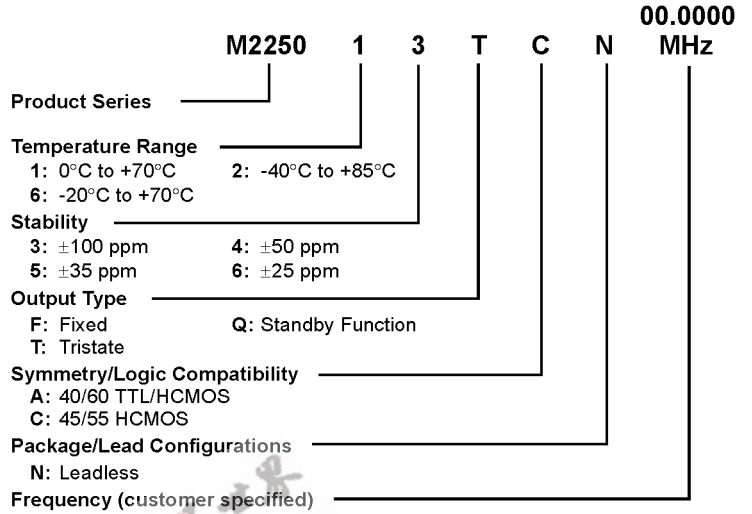 00.0000
M2250 1 3 T C N MHz
Product Series
Temperature Range
1: 0°C to +70°C 2: -40°C to +85°C
6: -20°C to +70°C
Stability
3: ±100 ppm 4: ±50 ppm
5: ±35 ppm 6: ±25 ppm
Output Type
F: Fixed Q: Standby Function
T: Tristate
Symmetry/Logic Compatibility
A: 40/60 TTL/HCMOS
C: 45/55 HCMOS
Package/Lead Configurations
N: Leadless
Frequency (customer specified)